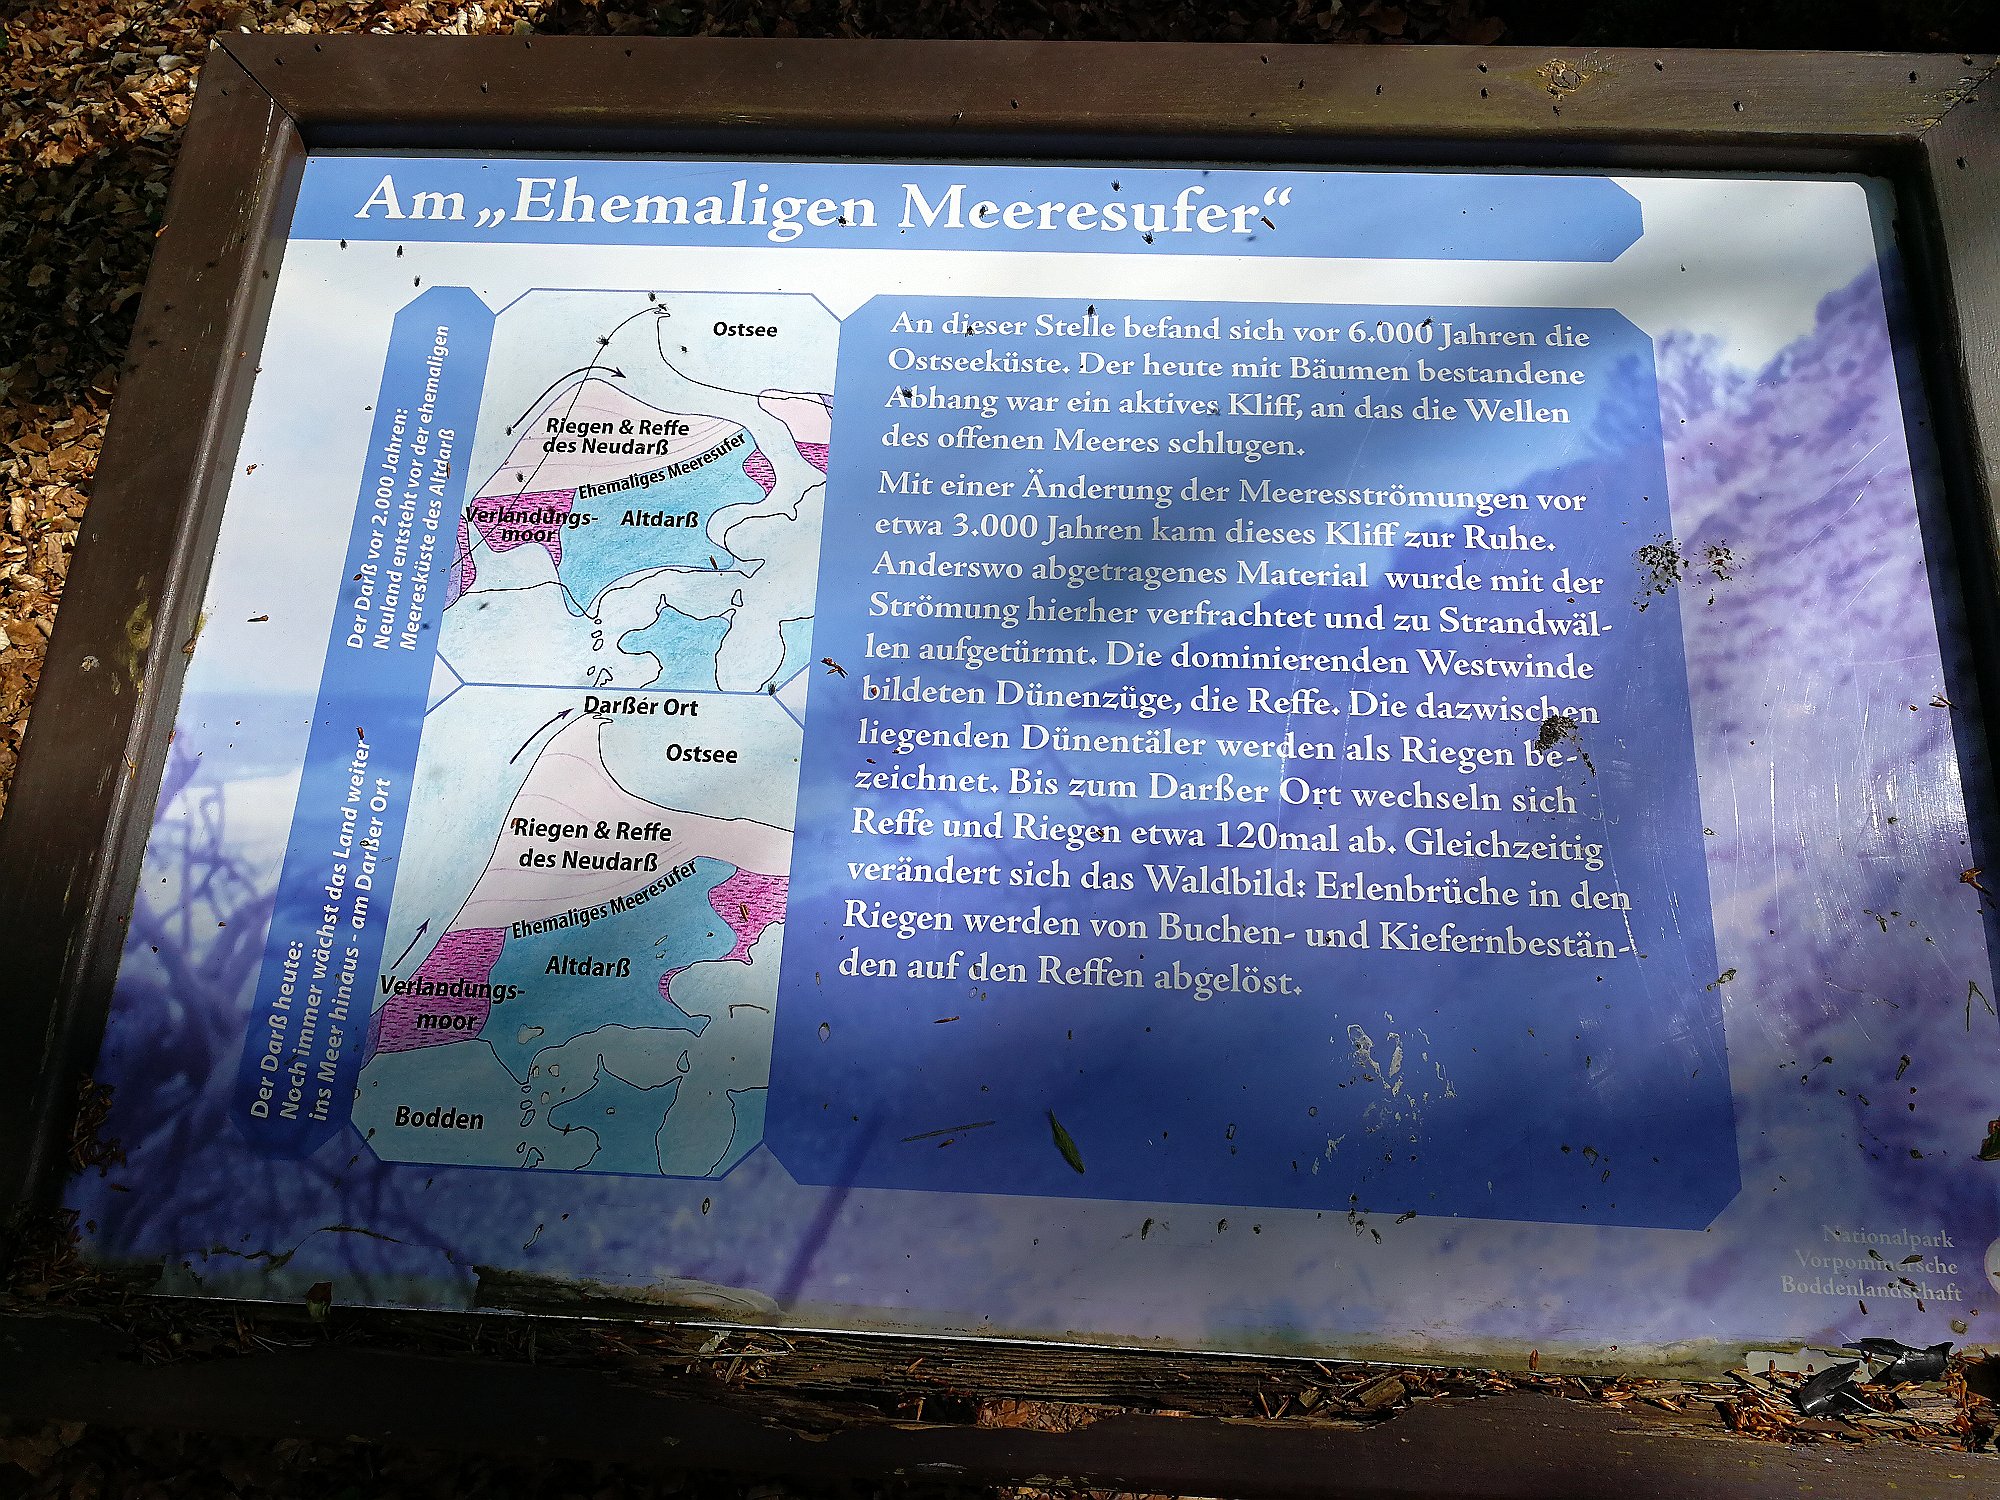 Am „Ehemaligen Meeresufer“
Der Darß vor 2.000 Jahren:
Neuland entsteht vor der ehemaligen
Meeresküste des Altdarß
Ostsee
Riegen & Reffe
des Neudarß
Ehemaliges Meeresufer
Verlandungs-
moor
Altdarß
Der Darß heute:
Noch immer wächst das Land weiter
ins Meer hinaus - am Darßer Ort
Darßer Ort
Ostsee
Riegen & Reffe
des Neudarß
Ehemaliges Meeresufer
Altdarß
Verlandungs-
moor
Bodden
An dieser Stelle befand sich vor 6.000 Jahren die
Ostseeküste. Der heute mit Bäumen bestandene
Abhang war ein aktives Kliff, an das die Wellen
des offenen Meeres schlugen.
Mit einer Änderung der Meeresströmungen vor
etwa 3.000 Jahren kam dieses Kliff zur Ruhe.
Anderswo abgetragenes Material wurde mit der
Strömung hierher verfrachtet und zu Strandwäl-
len aufgetürmt. Die dominierenden Westwinde
bildeten Dünenzüge, die Reffe. Die dazwischen
liegenden Dünentäler werden als Riegen be-
zeichnet. Bis zum Darßer Ort wechseln sich
Reffe und Riegen etwa 120mal ab. Gleichzeitig
verändert sich das Waldbild: Erlenbrüche in den
Riegen werden von Buchen- und Kiefernbestän-
den auf den Reffen abgelöst.
Nationalpark
Vorpommersche
Boddenlandschaft